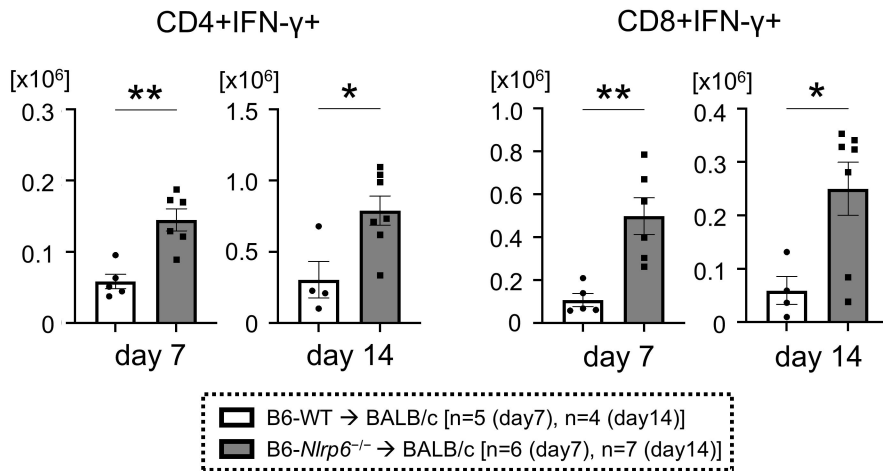 CD4+IFN-γ+ CD8+IFN-γ+
[x10⁶] [x10⁶] [x10⁶] [x10⁶]
** * ** *
0.3 1.5 1.0 0.4
0.8
0.3
0.2 1.0 0.6
0.2
0.4
0.1 0.5 0.1
0.2
0 0 0 0
day 7 day 14 day 7 day 14
B6-WT → BALB/c [n=5 (day7), n=4 (day14)]
B6-Nlrp6⁻/⁻ → BALB/c [n=6 (day7), n=7 (day14)]